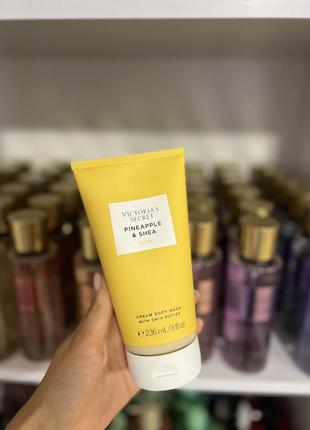 VICTORIA'S
SECRET
PINEAPPLE
& SHEA
CREAM BODY WASH
WITH SHEA BUTTER
℮ 236 mL/8 fl oz